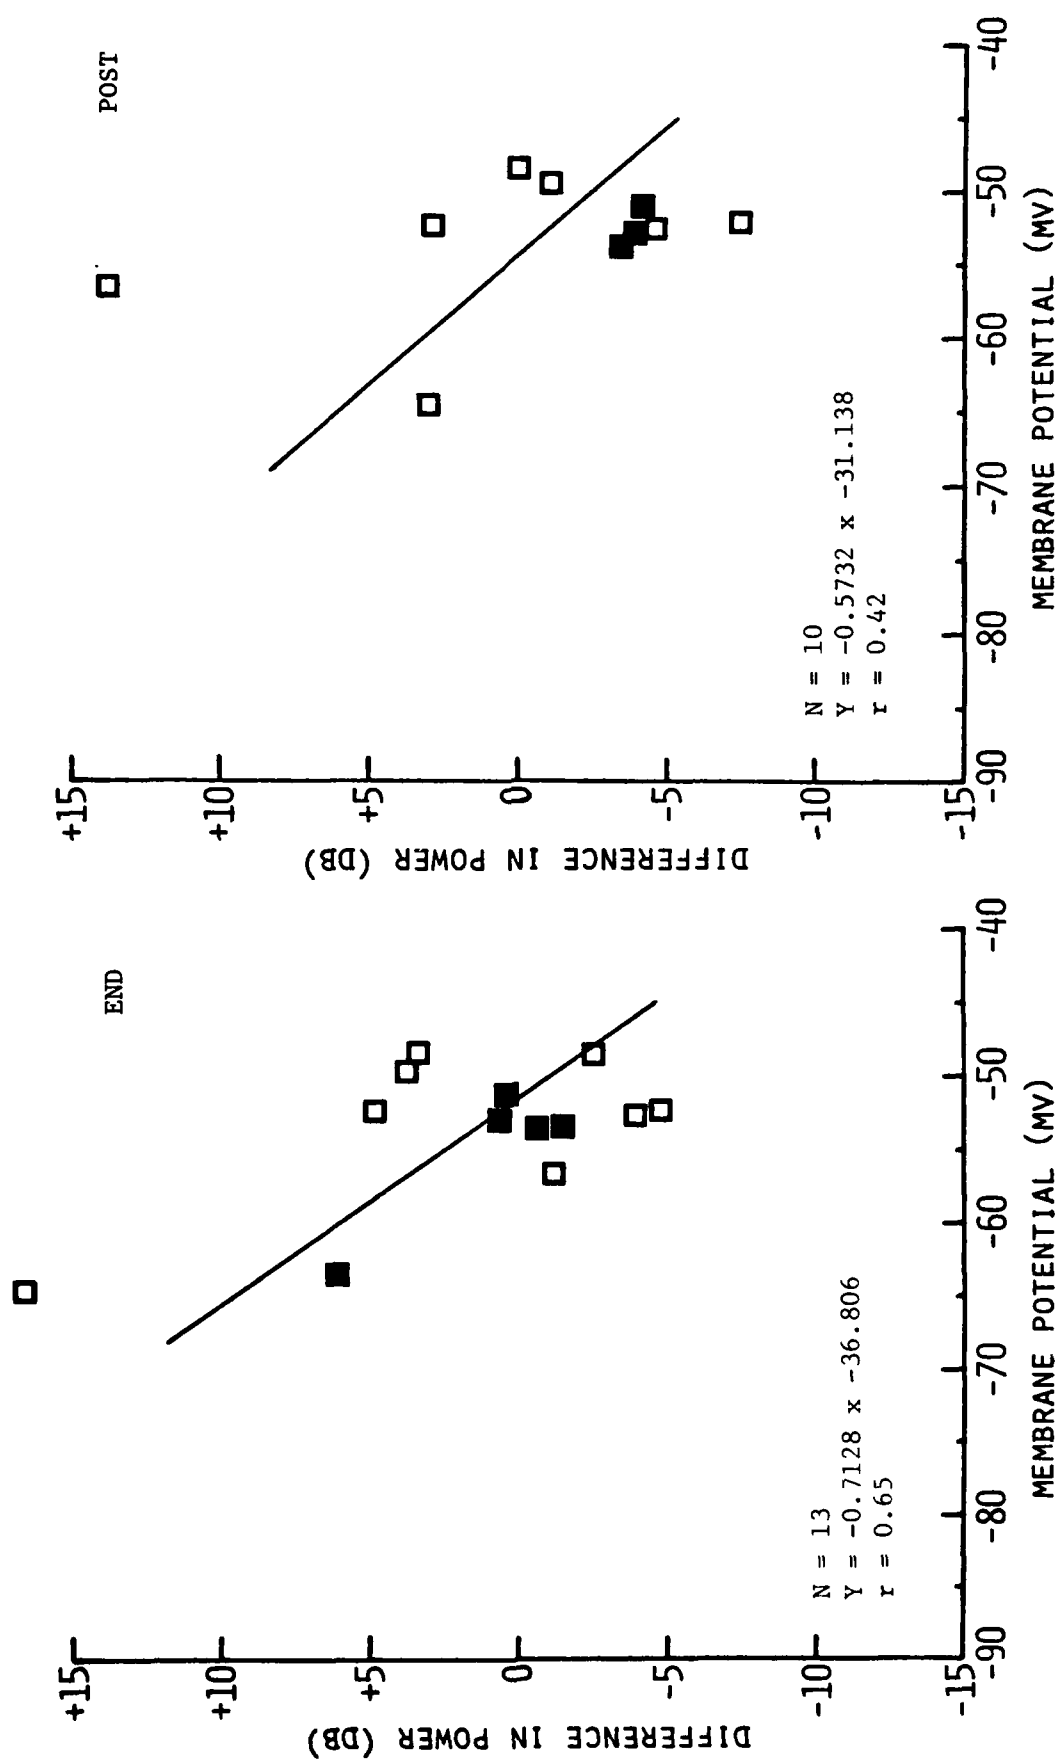 END
+15
+10
+5
0
-5
-10
-15
DIFFERENCE IN POWER (DB)
N = 13
Y = -0.7128 x -36.806
r = 0.65
-90
-80
-70
-60
-50
-40
MEMBRANE POTENTIAL (MV)
POST
+15
+10
+5
0
-5
-10
-15
DIFFERENCE IN POWER (DB)
N = 10
Y = -0.5732 x -31.138
r = 0.42
-90
-80
-70
-60
-50
-40
MEMBRANE POTENTIAL (MV)